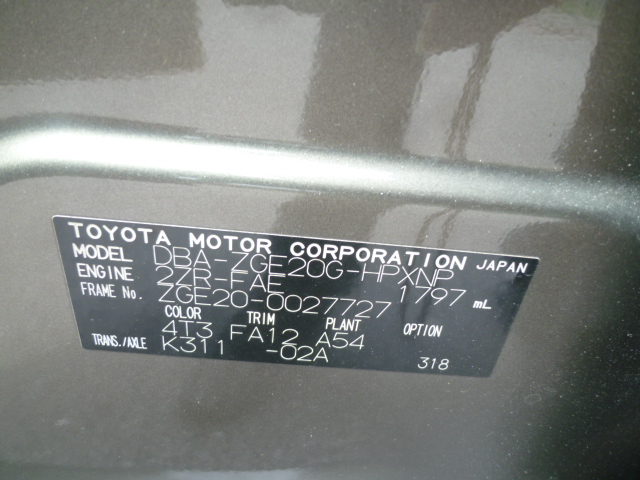 TOYOTA MOTOR CORPORATION JAPAN
MODEL DBA-ZGE20G-HPXNP
ENGINE 2ZR-FAE 1797 mL
FRAME No. ZGE20-0027727
COLOR TRIM PLANT OPTION
4T3 FA12 A54
TRANS./AXLE K311 -02A 318